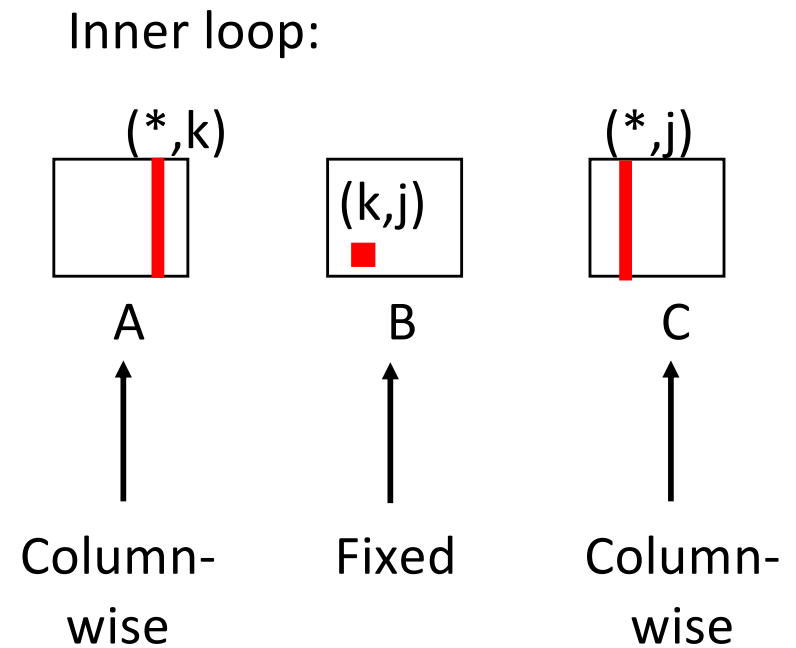 Inner loop:
(*,k)
(*,j)
(k,j)
A
B
C
Column-
wise
Fixed
Column-
wise